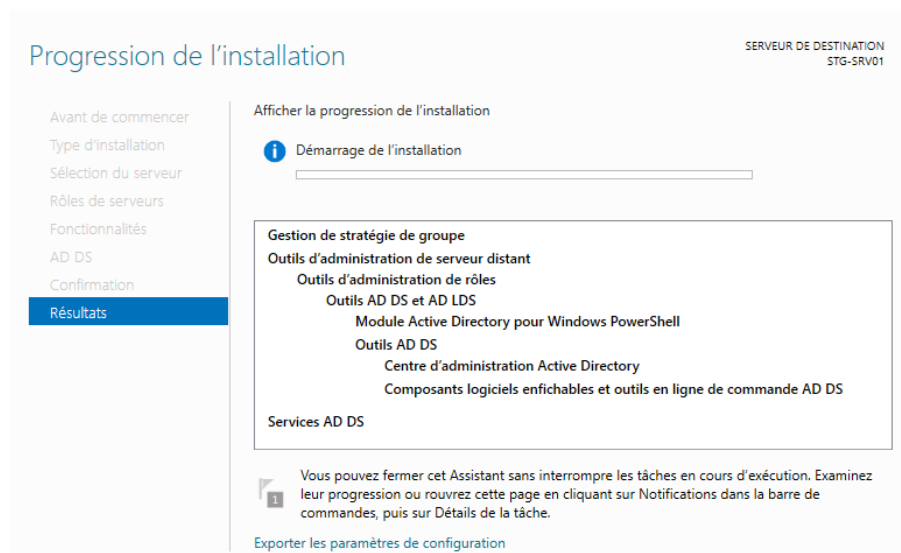 Progression de l’installation
SERVEUR DE DESTINATION
STG-SRV01
Avant de commencer
Type d’installation
Sélection du serveur
Rôles de serveurs
Fonctionnalités
AD DS
Confirmation
Résultats
Afficher la progression de l’installation
Démarrage de l’installation
Gestion de stratégie de groupe
Outils d’administration de serveur distant
Outils d’administration de rôles
Outils AD DS et AD LDS
Module Active Directory pour Windows PowerShell
Outils AD DS
Centre d’administration Active Directory
Composants logiciels enfichables et outils en ligne de commande AD DS
Services AD DS
1
Vous pouvez fermer cet Assistant sans interrompre les tâches en cours d’exécution. Examinez
leur progression ou rouvrez cette page en cliquant sur Notifications dans la barre de
commandes, puis sur Détails de la tâche.
Exporter les paramètres de configuration